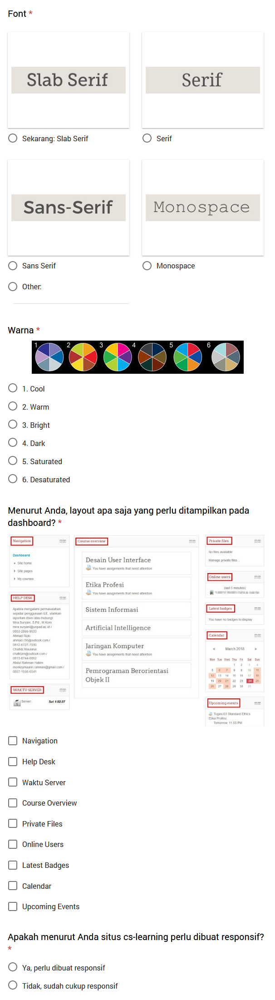 Font *
Slab Serif
Serif
Sekarang: Slab Serif
Serif
Sans-Serif
Monospace
Sans Serif
Monospace
Other:
Warna *
1 2 3 4 5 6
1. Cool
2. Warm
3. Bright
4. Dark
5. Saturated
6. Desaturated
Menurut Anda, layout apa saja yang perlu ditampilkan pada
dashboard? *
Navigation
Dashboard
Site home
Site pages
My courses
HELP DESK
Apabila mengalami permasalahan
seputar penggunaan ILE, silahkan
laporkan disini atau hubungi:
Mira Suryani, S.Pd., M.Kom
mira.suryani@unpad.ac.id /
0853-2066-9533
Ahmad Rizki
ahmad.r30@outlook.com /
0812-6727-7030
Chafidz Maulana
chafidzm@outlook.com /
0813-8744-0062
Abdul Rahman Hakim
monkeymaann.rahman@gmail.com /
0857-1556-6541
WAKTU SERVER
Server:
Sat 1:52:37
Course overview
Desain User Interface
You have assignments that need attention
Etika Profesi
You have assignments that need attention
Sistem Informasi
Artificial Intelligence
Jaringan Komputer
You have assignments that need attention
Pemrograman Berorientasi
Objek II
Private files
No files available
Manage private files...
Online users
(last 5 minutes)
Latest badges
You have no badges to display
Calendar
March 2018
Mon Tue Wed Thu Fri Sat Sun
1 2 3 4
5 6 7 8 9 10 11
12 13 14 15 16 17 18
19 20 21 22 23 24 25
26 27 28 29 30 31
Upcoming events
Tugas-03 Standard Ethics
Etika Profesi
Tomorrow, 11:55 PM
Navigation
Help Desk
Waktu Server
Course Overview
Private Files
Online Users
Latest Badges
Calendar
Upcoming Events
Apakah menurut Anda situs cs-learning perlu dibuat responsif?
*
Ya, perlu dibuat responsif
Tidak, sudah cukup responsif